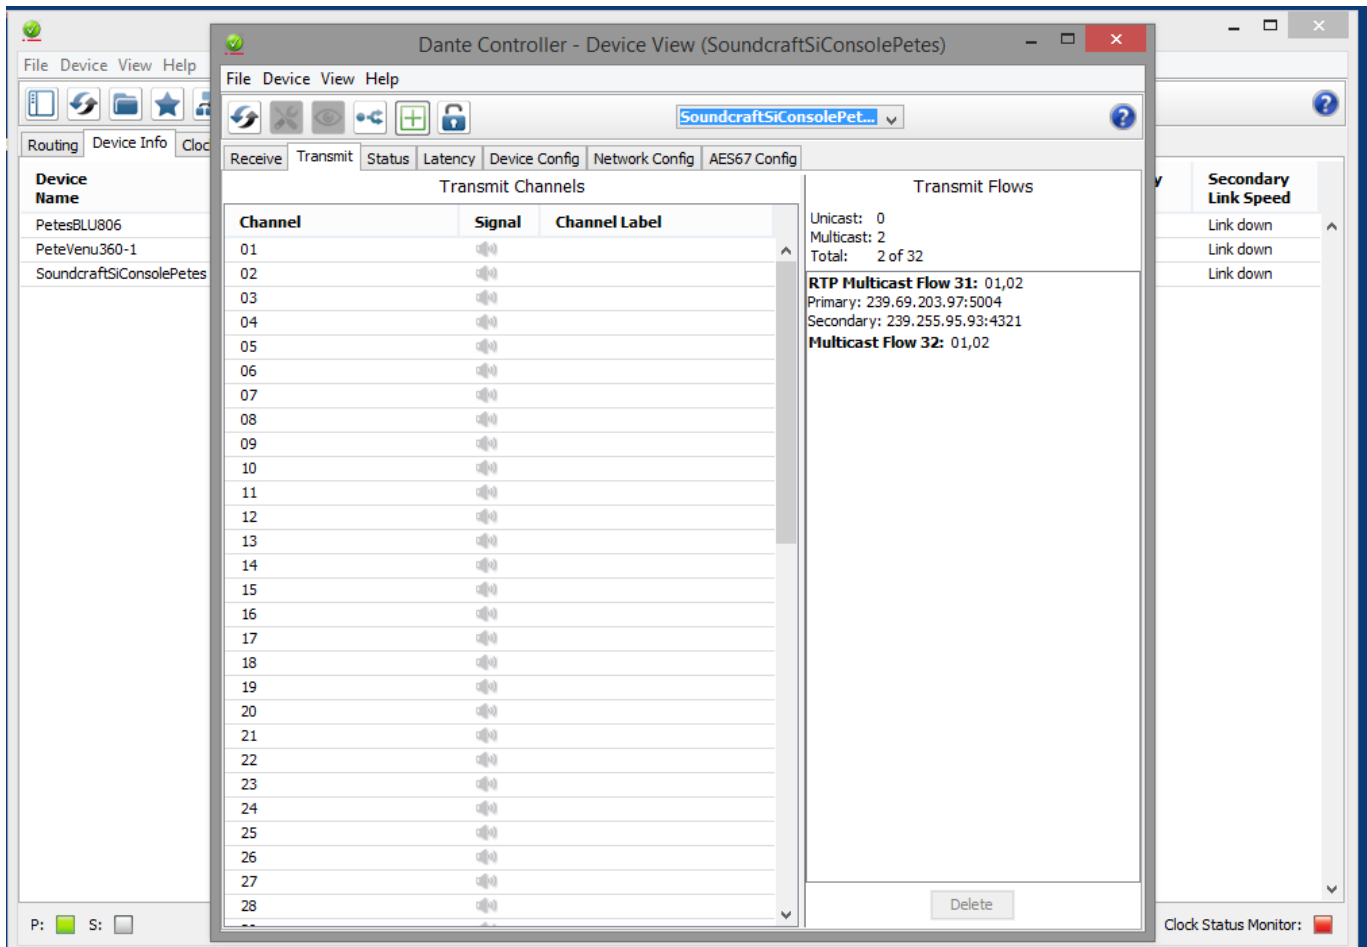 Dante Controller - Device View (SoundcraftSiConsolePetes)
File Device View Help
File Device View Help
SoundcraftSiConsolePet...
Routing Device Info Cloc
Receive Transmit Status Latency Device Config Network Config AES67 Config
Device
Name
PetesBLU806
PeteVenu360-1
SoundcraftSiConsolePetes
Transmit Channels
Channel Signal Channel Label
01
02
03
04
05
06
07
08
09
10
11
12
13
14
15
16
17
18
19
20
21
22
23
24
25
26
27
28
Transmit Flows
Unicast: 0
Multicast: 2
Total: 2 of 32
RTP Multicast Flow 31: 01,02
Primary: 239.69.203.97:5004
Secondary: 239.255.95.93:4321
Multicast Flow 32: 01,02
Delete
y
Secondary
Link Speed
Link down
Link down
Link down
P: S:
Clock Status Monitor: